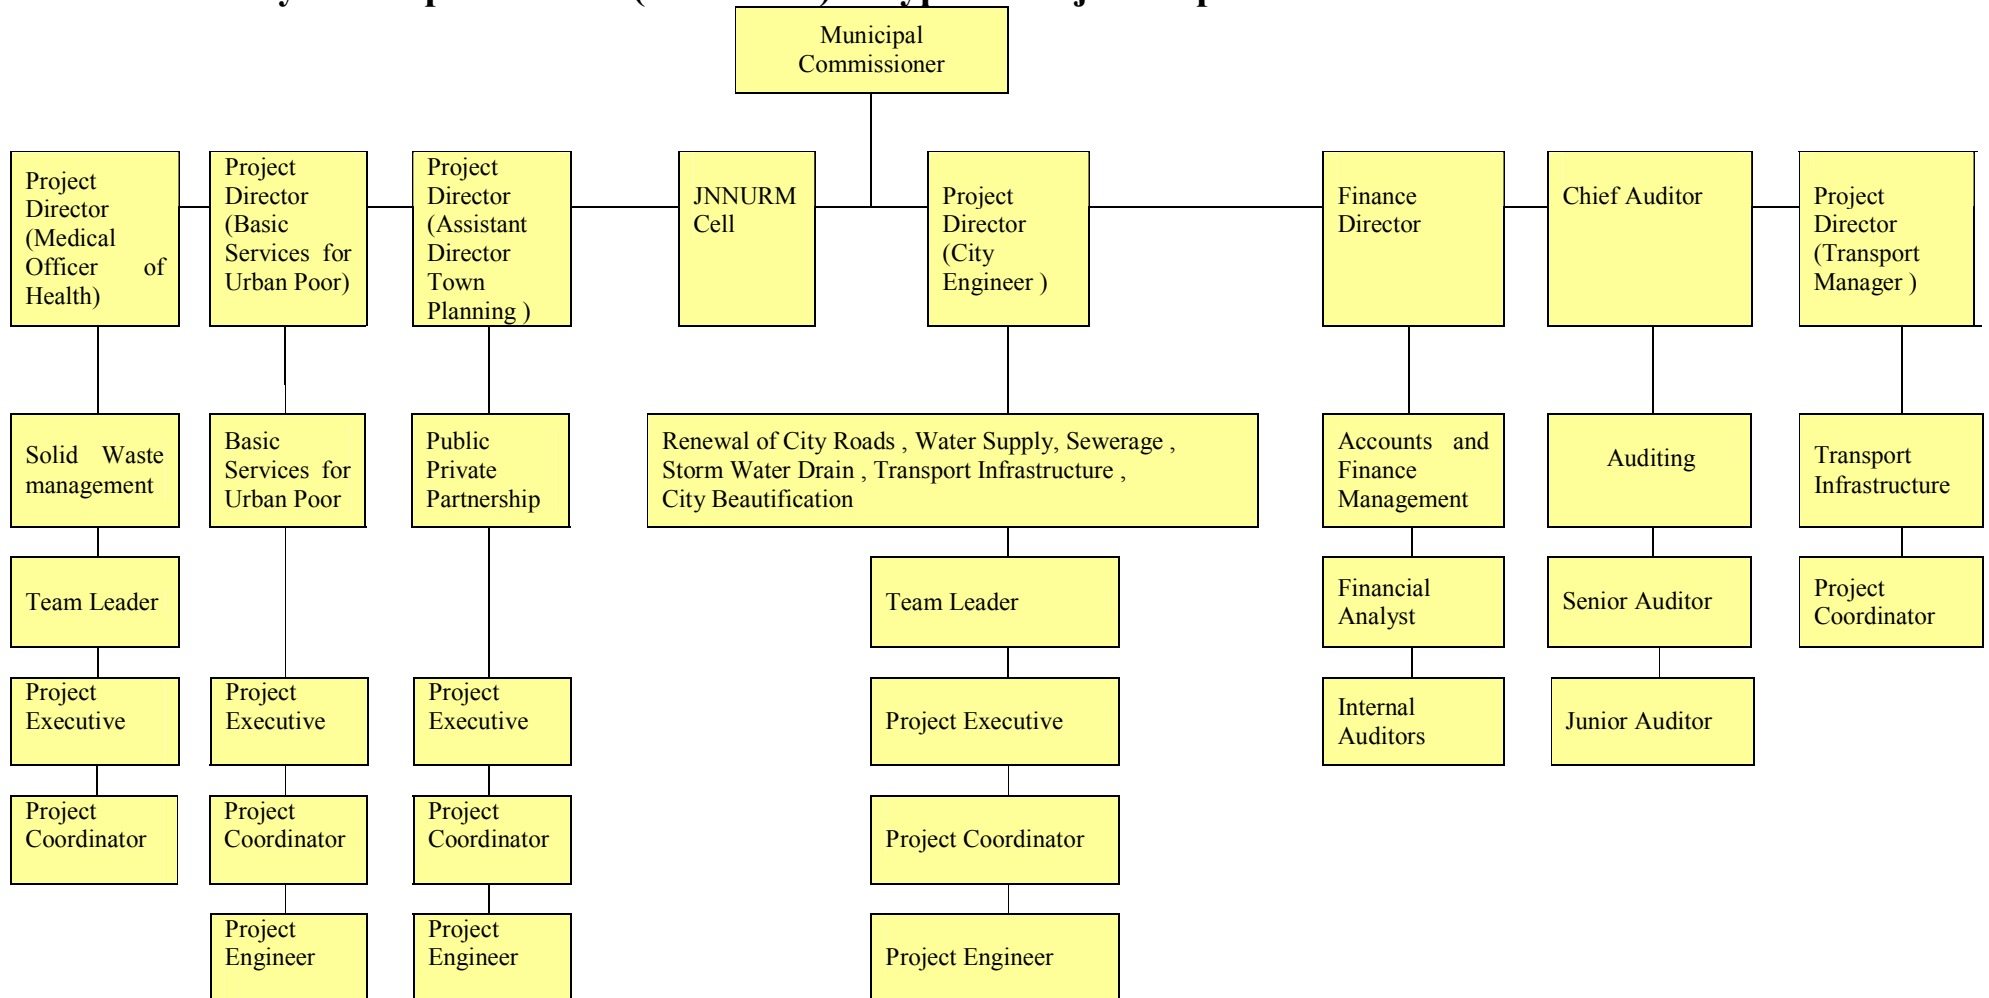 Municipal
Commissioner
Project
Director
(Medical
Officer of
Health)
Project
Director
(Basic
Services for
Urban Poor)
Project
Director
(Assistant
Director
Town
Planning )
JNNURM
Cell
Project
Director
(City
Engineer )
Finance
Director
Chief Auditor
Project
Director
(Transport
Manager )
Solid Waste
management
Basic
Services for
Urban Poor
Public
Private
Partnership
Renewal of City Roads , Water Supply, Sewerage ,
Storm Water Drain , Transport Infrastructure ,
City Beautification
Accounts and
Finance
Management
Auditing
Transport
Infrastructure
Team Leader
Team Leader
Financial
Analyst
Senior Auditor
Project
Coordinator
Project
Executive
Project
Executive
Project
Executive
Project Executive
Internal
Auditors
Junior Auditor
Project
Coordinator
Project
Coordinator
Project
Coordinator
Project Coordinator
Project
Engineer
Project
Engineer
Project Engineer